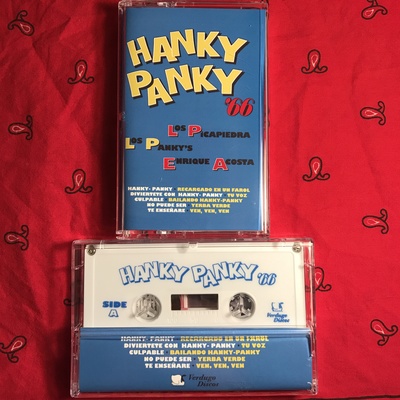 HANKY
PANKY
'66
LOS PICAPIEDRA
LOS PANKY'S
ENRIQUE ACOSTA
HANKY- PANKY RECARGADO EN UN FAROL
DIVIERTETE CON HANKY- PANKY TU VOZ
CULPABLE BAILANDO HANKY-PANKY
NO PUEDE SER YERBA VERDE
TE ENSEÑARE VEN, VEN, VEN
HANKY PANKY '66
SIDE
A
Verdugo
Discos
HANKY- PANKY RECARGADO EN UN FAROL
DIVIERTETE CON HANKY- PANKY TU VOZ
CULPABLE BAILANDO HANKY-PANKY
NO PUEDE SER YERBA VERDE
TE ENSEÑARE VEN, VEN, VEN
Verdugo
Discos